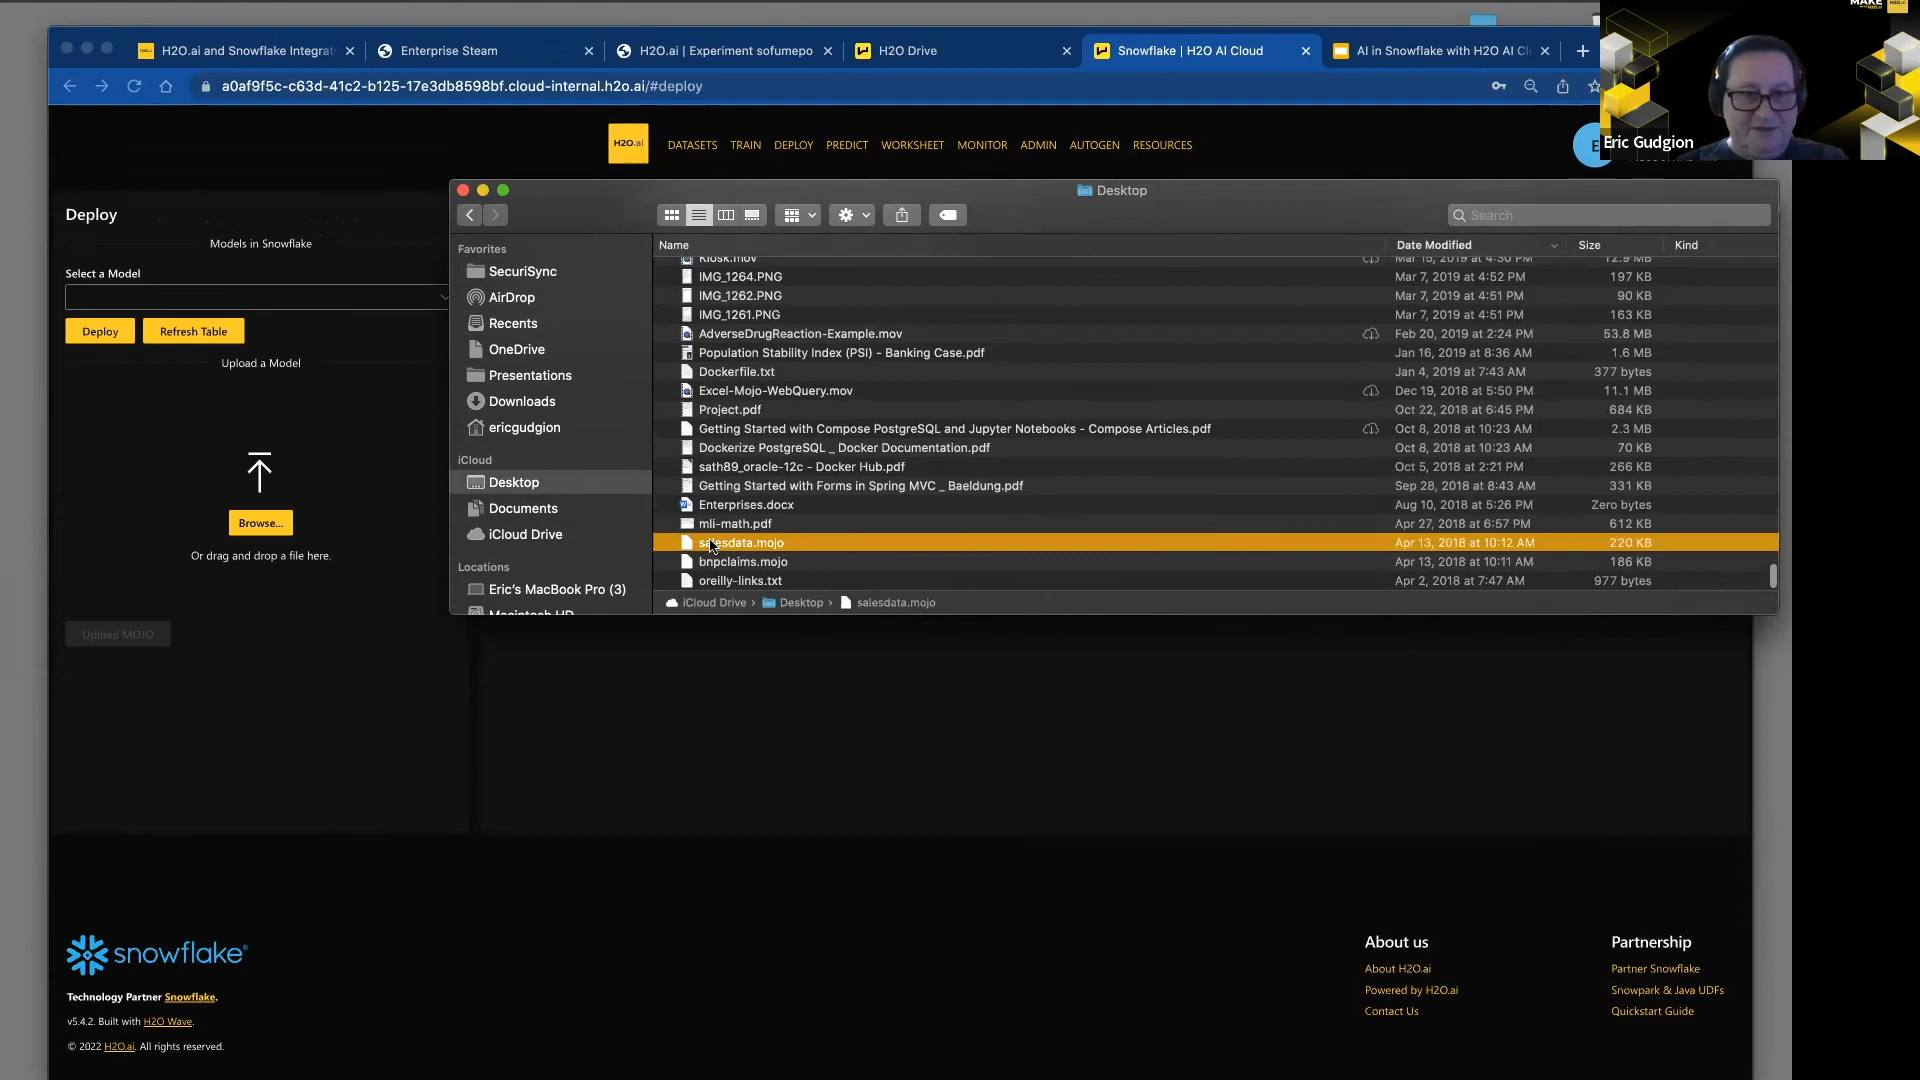 H2O.ai and Snowflake Integrat
Enterprise Steam
H2O.ai | Experiment sofumepo
H2O Drive
Snowflake | H2O AI Cloud
AI in Snowflake with H2O AI Cl
a0af9f5c-c63d-41c2-b125-17e3db8598bf.cloud-internal.h2o.ai/#deploy
MAKE
H2O.ai
Eric Gudgion
H2O.ai
DATASETS
TRAIN
DEPLOY
PREDICT
WORKSHEET
MONITOR
ADMIN
AUTOGEN
RESOURCES
E
Deploy
Models in Snowflake
Select a Model
Deploy
Refresh Table
Upload a Model
Browse...
Or drag and drop a file here.
Upload MOJO
Desktop
Search
Favorites
SecuriSync
AirDrop
Recents
OneDrive
Presentations
Downloads
ericgudgion
iCloud
Desktop
Documents
iCloud Drive
Locations
Eric's MacBook Pro (3)
Macintosh HD
Name Date Modified Size Kind
Kiosk.mov Mar 15, 2019 at 4:30 PM 12.9 MB
IMG_1264.PNG Mar 7, 2019 at 4:52 PM 197 KB
IMG_1262.PNG Mar 7, 2019 at 4:51 PM 90 KB
IMG_1261.PNG Mar 7, 2019 at 4:51 PM 163 KB
AdverseDrugReaction-Example.mov Feb 20, 2019 at 2:24 PM 53.8 MB
Population Stability Index (PSI) - Banking Case.pdf Jan 16, 2019 at 8:36 AM 1.6 MB
Dockerfile.txt Jan 4, 2019 at 7:43 AM 377 bytes
Excel-Mojo-WebQuery.mov Dec 19, 2018 at 5:50 PM 11.1 MB
Project.pdf Oct 22, 2018 at 6:45 PM 684 KB
Getting Started with Compose PostgreSQL and Jupyter Notebooks - Compose Articles.pdf Oct 8, 2018 at 10:23 AM 2.3 MB
Dockerize PostgreSQL _ Docker Documentation.pdf Oct 8, 2018 at 10:23 AM 70 KB
sath89_oracle-12c - Docker Hub.pdf Oct 5, 2018 at 2:21 PM 266 KB
Getting Started with Forms in Spring MVC _ Baeldung.pdf Sep 28, 2018 at 8:43 AM 331 KB
Enterprises.docx Aug 10, 2018 at 5:26 PM Zero bytes
mli-math.pdf Apr 27, 2018 at 6:57 PM 612 KB
salesdata.mojo Apr 13, 2018 at 10:12 AM 220 KB
bnpclaims.mojo Apr 13, 2018 at 10:11 AM 186 KB
oreilly-links.txt Apr 2, 2018 at 7:47 AM 977 bytes
iCloud Drive › Desktop › salesdata.mojo
snowflake®
Technology Partner Snowflake.
v5.4.2. Built with H2O Wave.
© 2022 H2O.ai. All rights reserved.
About us
About H2O.ai
Powered by H2O.ai
Contact Us
Partnership
Partner Snowflake
Snowpark & Java UDFs
Quickstart Guide